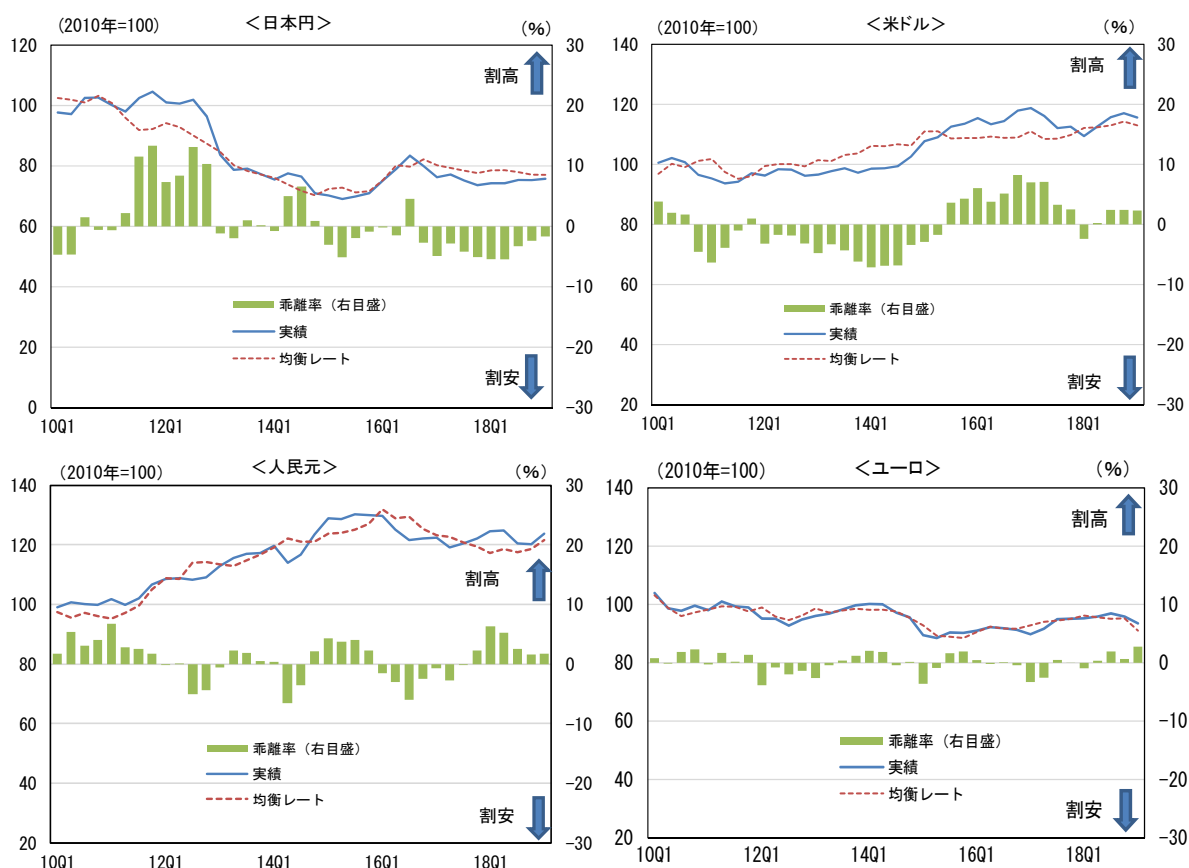 (2010年=100)
＜日本円＞
(％)
120
100
80
60
40
20
0
30
20
10
0
−10
−20
−30
割高
乖離率（右目盛）
実績
均衡レート
割安
10Q1
12Q1
14Q1
16Q1
18Q1
(2010年=100)
＜米ドル＞
(％)
140
120
100
80
60
40
20
30
20
10
0
−10
−20
−30
割高
乖離率（右目盛）
実績
均衡レート
割安
10Q1
12Q1
14Q1
16Q1
18Q1
(2010年=100)
＜人民元＞
(％)
140
120
100
80
60
40
20
30
20
10
0
−10
−20
−30
割高
乖離率（右目盛）
実績
均衡レート
割安
10Q1
12Q1
14Q1
16Q1
18Q1
(2010年=100)
＜ユーロ＞
(％)
140
120
100
80
60
40
20
30
20
10
0
−10
−20
−30
割高
乖離率（右目盛）
実績
均衡レート
割安
10Q1
12Q1
14Q1
16Q1
18Q1